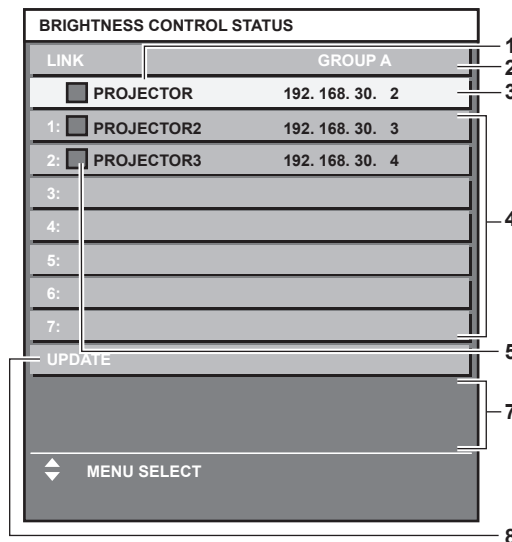 BRIGHTNESS CONTROL STATUS
LINK GROUP A
PROJECTOR 192. 168. 30. 2
1: PROJECTOR2 192. 168. 30. 3
2: PROJECTOR3 192. 168. 30. 4
3:
4:
5:
6:
7:
UPDATE
MENU SELECT
1
2
3
4
5
7
8